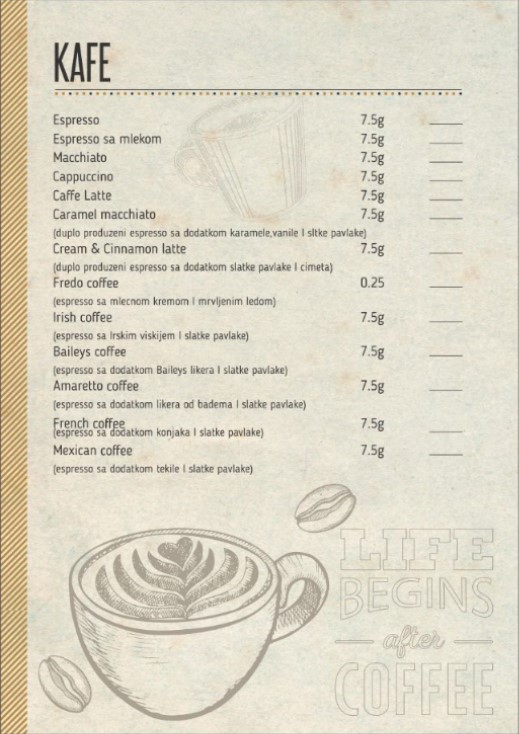 KAFE
Espresso 7.5g ____
Espresso sa mlekom 7.5g ____
Macchiato 7.5g ____
Cappuccino 7.5g ____
Caffe Latte 7.5g ____
Caramel macchiato 7.5g ____
(duplo produzeni espresso sa dodatkom karamele,vanile I sltke pavlake)
Cream & Cinnamon latte 7.5g ____
(duplo produzeni espresso sa dodatkom slatke pavlake I cimeta)
Fredo coffee 0.25 ____
(espresso sa mlecnom kremom I mrvljenim ledom)
Irish coffee 7.5g ____
(espresso sa Irskim viskijem I slatke pavlake)
Baileys coffee 7.5g ____
(espresso sa dodatkom Baileys likera I slatke pavlake)
Amaretto coffee 7.5g ____
(espresso sa dodatkom likera od badema I slatke pavlake)
French coffee 7.5g ____
(espresso sa dodatkom konjaka I slatke pavlake)
Mexican coffee 7.5g ____
(espresso sa dodatkom tekile I slatke pavlake)
LIFE
BEGINS
after
COFFEE